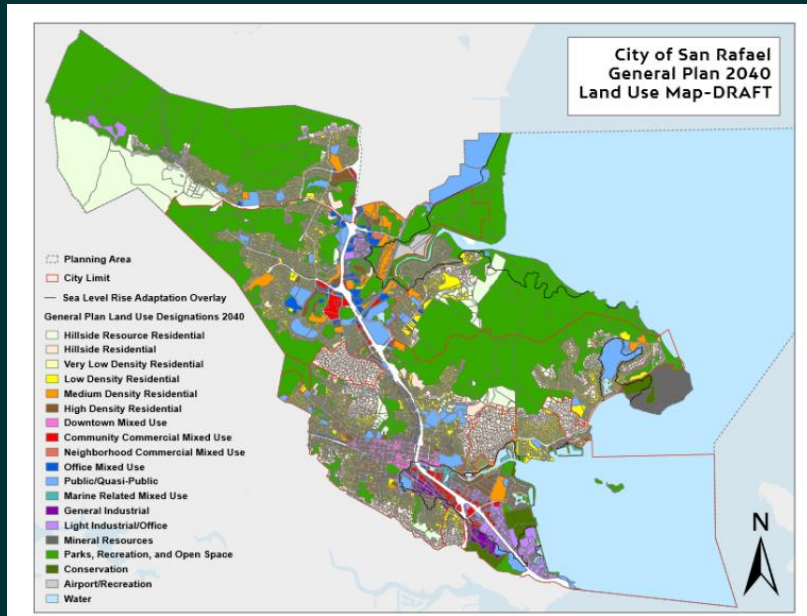 City of San Rafael
General Plan 2040
Land Use Map-DRAFT
Planning Area
City Limit
Sea Level Rise Adaptation Overlay
General Plan Land Use Designations 2040
Hillside Resource Residential
Hillside Residential
Very Low Density Residential
Low Density Residential
Medium Density Residential
High Density Residential
Downtown Mixed Use
Community Commercial Mixed Use
Neighborhood Commercial Mixed Use
Office Mixed Use
Public/Quasi-Public
Marine Related Mixed Use
General Industrial
Light Industrial/Office
Mineral Resources
Parks, Recreation, and Open Space
Conservation
Airport/Recreation
Water
N